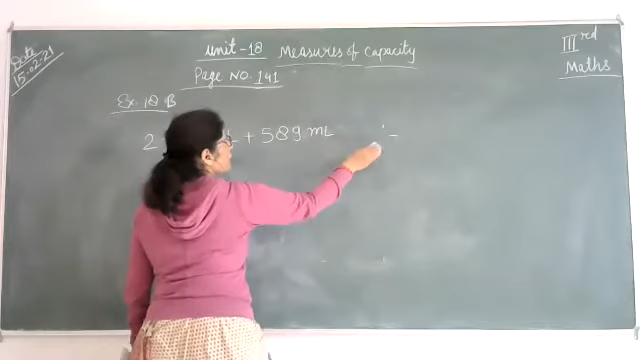 Date
15-02-21
unit-18 Measures of Capacity
IIIrd
Maths
Page No. 141
Ex. 18 B
2 L + 589 mL